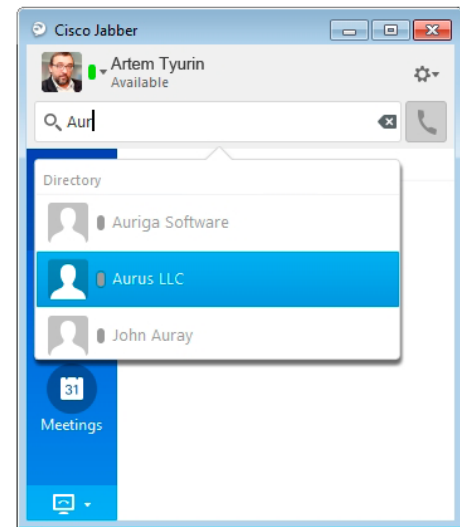 Cisco Jabber
Artem Tyurin
Available
Aur
Directory
Auriga Software
Aurus LLC
John Auray
31
Meetings